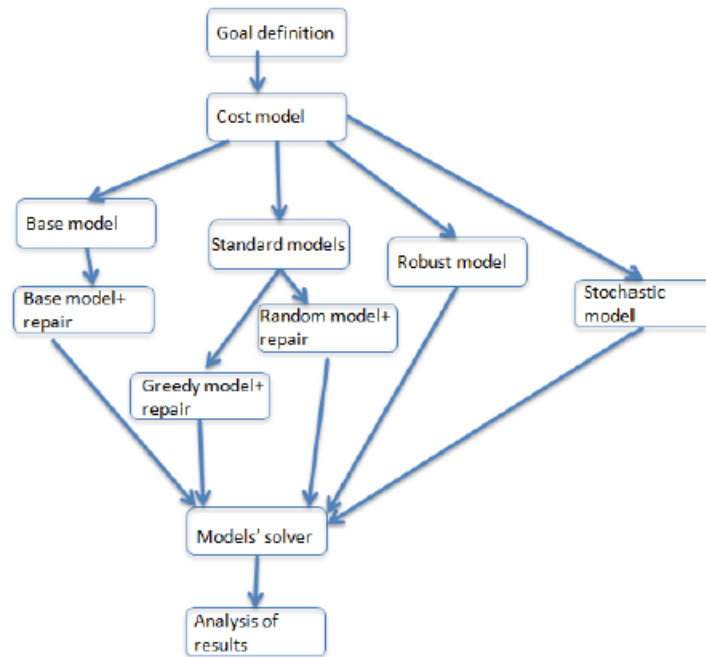 Goal definition
Cost model
Base model
Standard models
Robust model
Base model+
repair
Random model+
repair
Stochastic
model
Greedy model+
repair
Models' solver
Analysis of
results